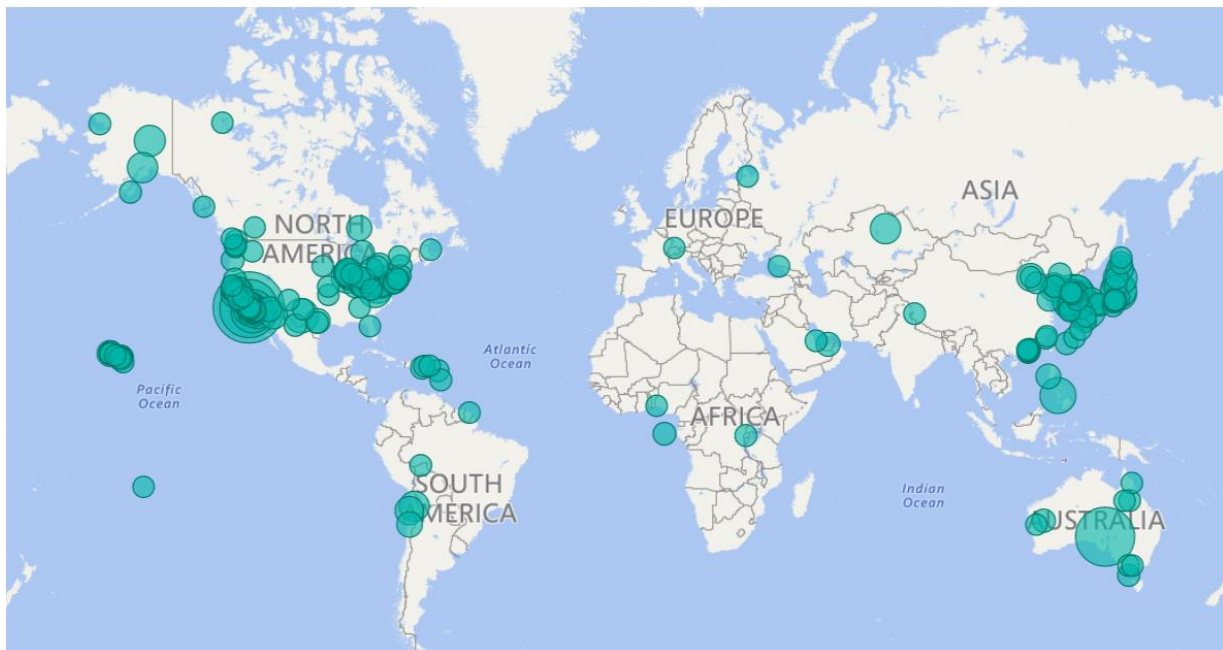 ASIA
EUROPE
NORTH
AMERICA
Atlantic
Ocean
Pacific
Ocean
AFRICA
SOUTH
AMERICA
Indian
Ocean
AUSTRALIA